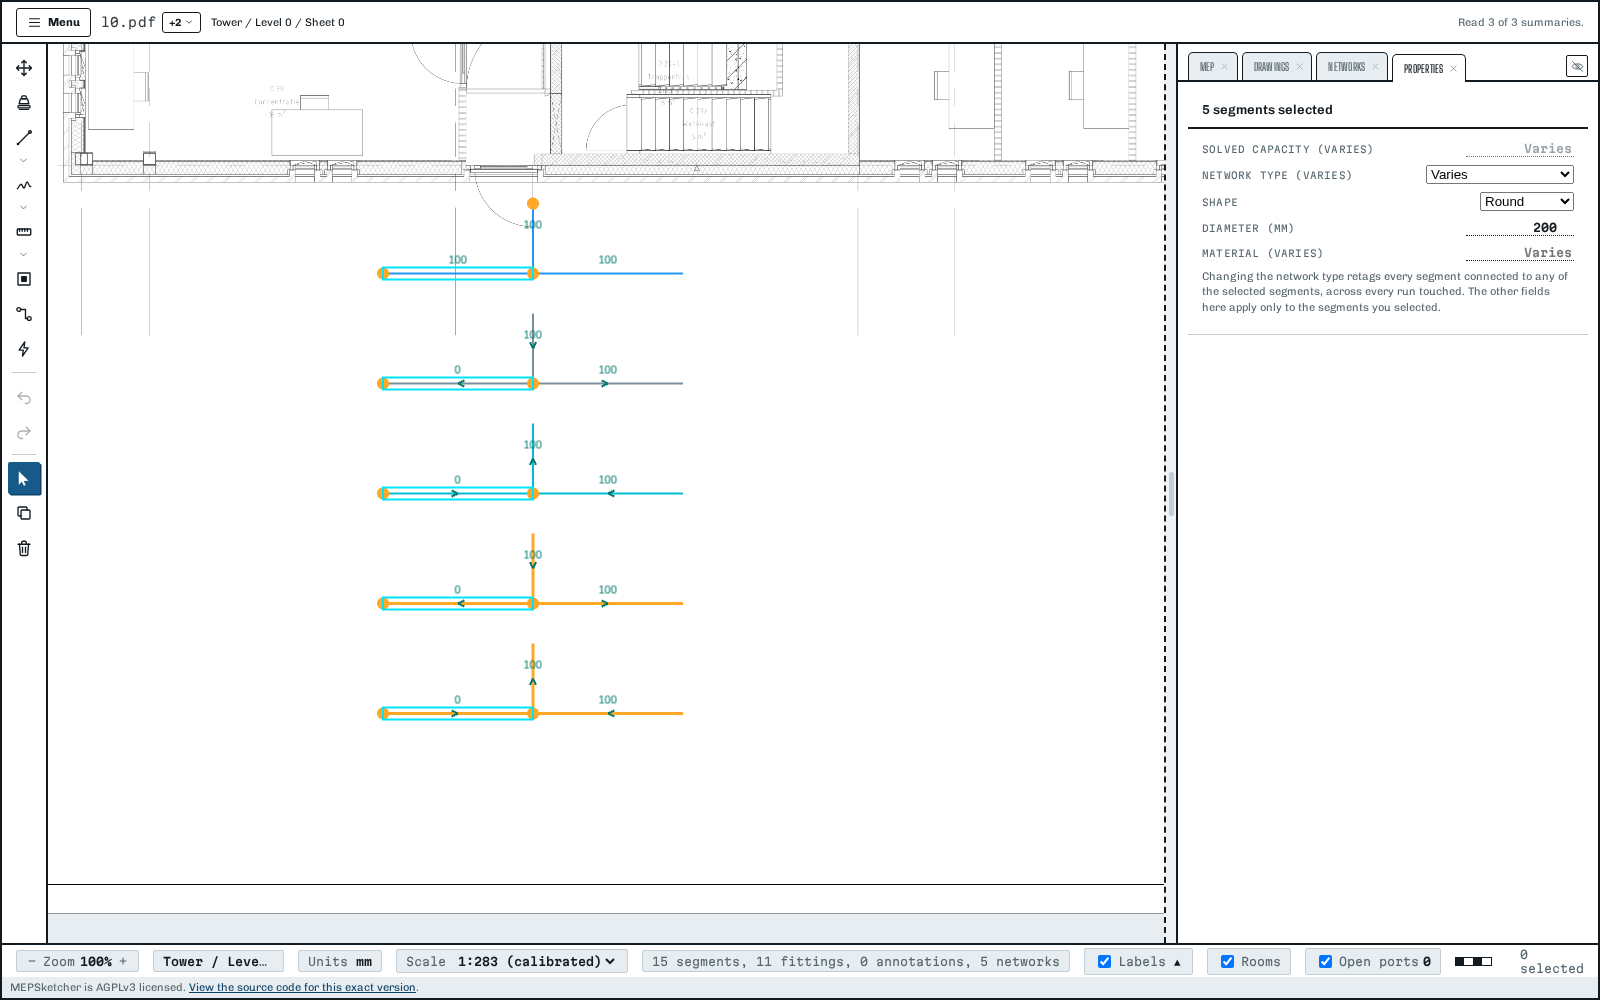 Menu
l0.pdf
+2
Tower / Level 0 / Sheet 0
Read 3 of 3 summaries.
MEP
DRAWINGS
NETWORKS
PROPERTIES
5 segments selected
SOLVED CAPACITY (VARIES)
Varies
NETWORK TYPE (VARIES)
Varies
SHAPE
Round
DIAMETER (MM)
200
MATERIAL (VARIES)
Varies
Changing the network type retags every segment connected to any of
the selected segments, across every run touched. The other fields
here apply only to the segments you selected.
0.39
Concentratie
Trappenhuis
100
100
100
100
0
100
100
0
100
100
0
100
100
0
100
− Zoom 100% +
Tower / Leve…
Units mm
Scale 1:283 (calibrated)
15 segments, 11 fittings, 0 annotations, 5 networks
Labels ▲
Rooms
Open ports 0
0 selected
MEPSketcher is AGPLv3 licensed. View the source code for this exact version.